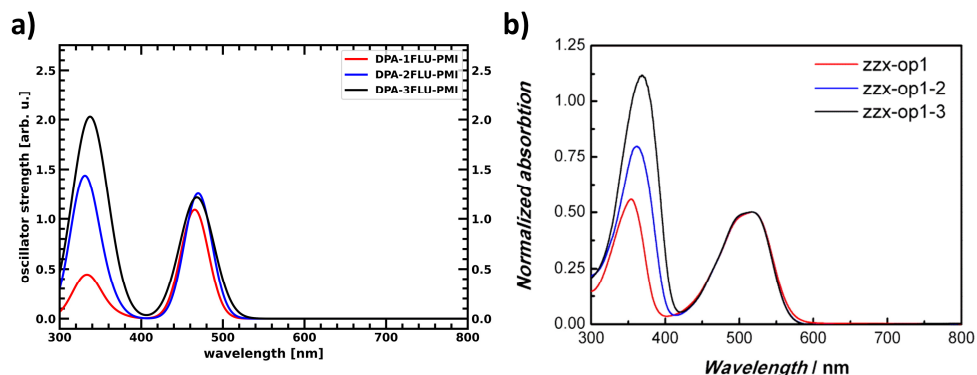 a)
2.5
2.0
1.5
1.0
0.5
0.0
oscillator strength [arb. u.]
DPA-1FLU-PMI
DPA-2FLU-PMI
DPA-3FLU-PMI
2.5
2.0
1.5
1.0
0.5
0.0
300 400 500 600 700 800
wavelength [nm]
b)
1.25
1.00
0.75
0.50
0.25
0.00
Normalized absorbtion
zzx-op1
zzx-op1-2
zzx-op1-3
300 400 500 600 700 800
Wavelength / nm